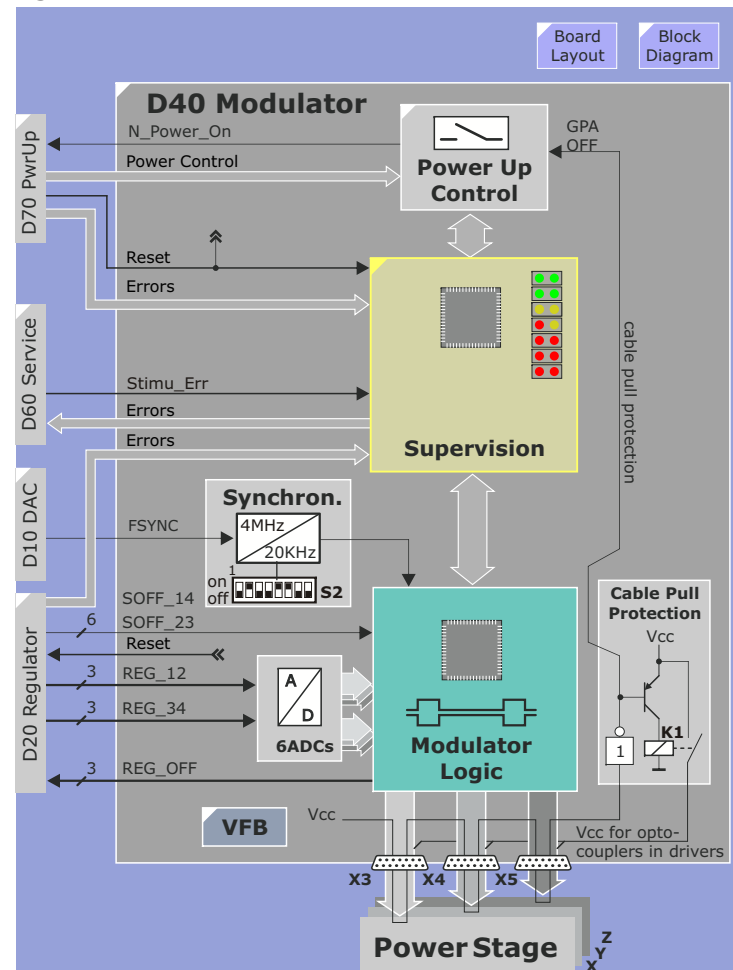 Board
Layout
Block
Diagram
D40 Modulator
N_Power_On
GPA
OFF
Power Control
Power Up
Control
D70 PwrUp
Reset
Errors
cable pull protection
D60 Service
Stimu_Err
Errors
Errors
Supervision
D10 DAC
Synchron.
FSYNC
4MHz
20KHz
1
on
off
S2
SOFF_14
6
SOFF_23
Reset
D20 Regulator
3
REG_12
3
REG_34
A
D
6ADCs
3
REG_OFF
Modulator
Logic
Cable Pull
Protection
Vcc
K1
1
VFB
Vcc
Vcc for opto-
couplers in drivers
X3
X4
X5
Power Stage
Z
Y
X